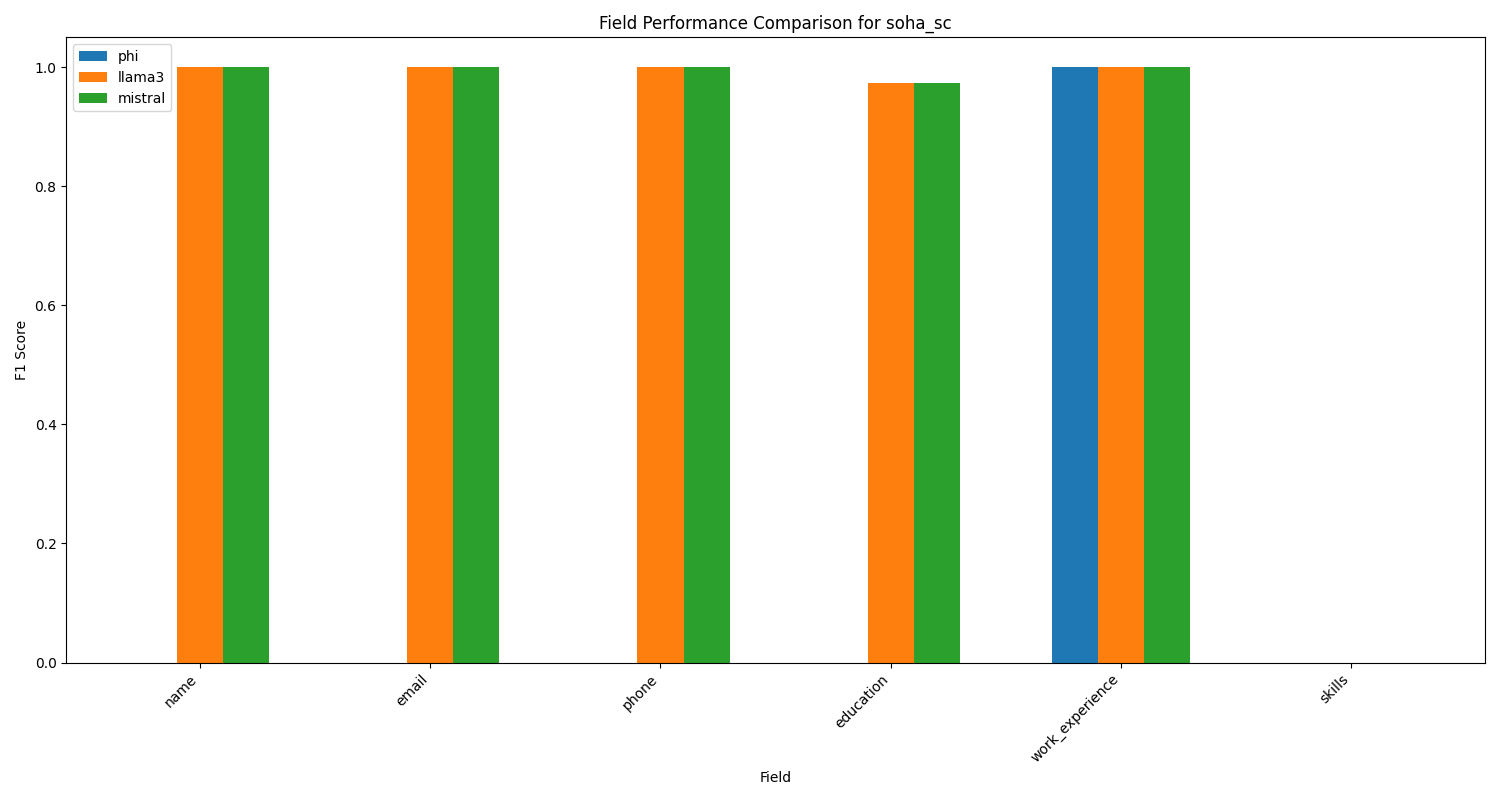 Field Performance Comparison for soha_sc
phi
llama3
mistral
1.0
0.8
0.6
0.4
0.2
0.0
F1 Score
name
email
phone
education
work_experience
skills
Field